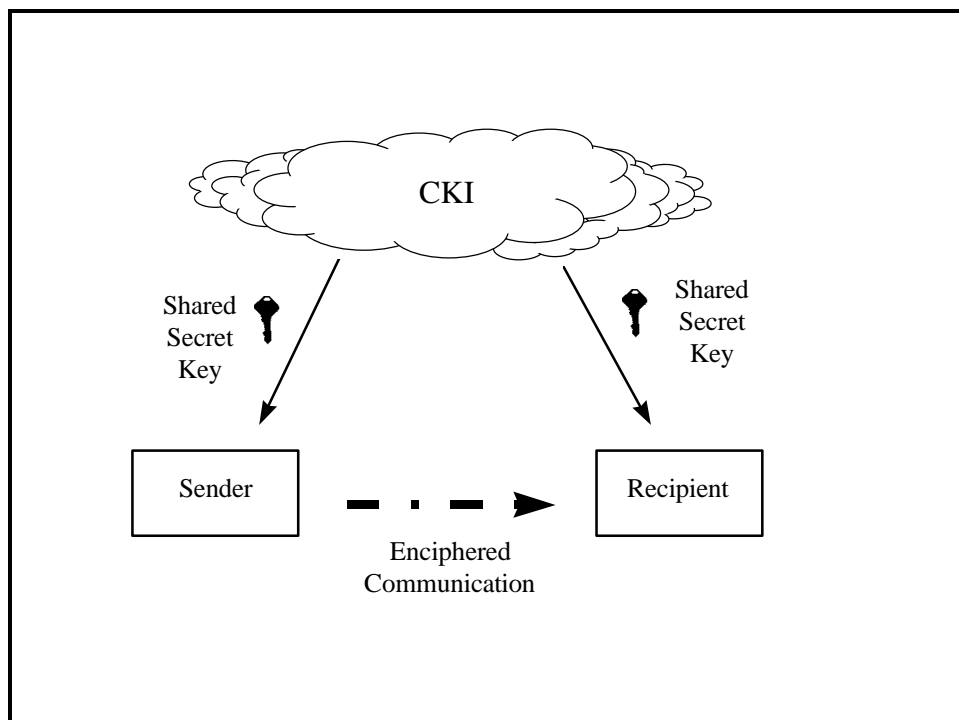 CKI
Shared
Secret
Key
Shared
Secret
Key
Sender
Recipient
Enciphered
Communication